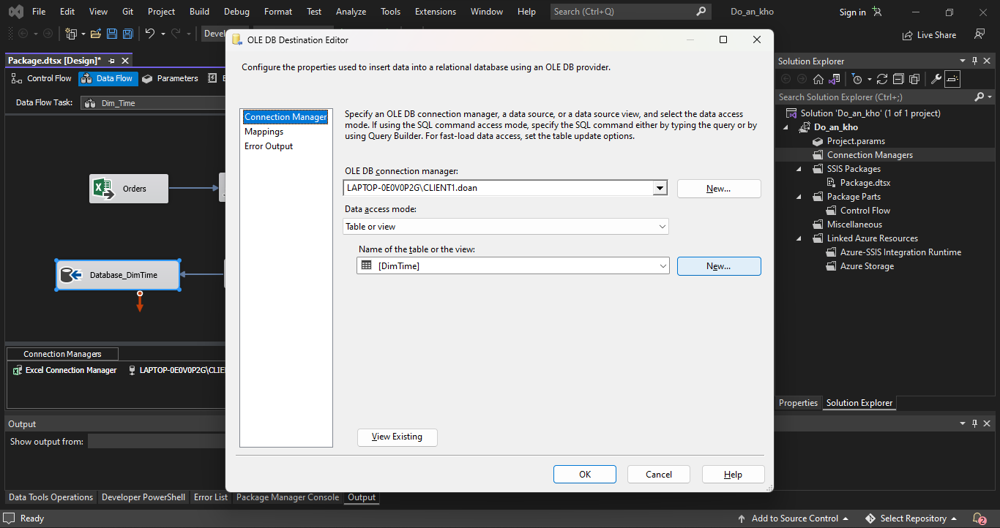 File Edit View Git Project Build Debug Format Test Analyze Tools Extensions Window Help Search (Ctrl+Q) Do_an_kho Sign in
Live Share
Package.dtsx [Design]*
Control Flow Data Flow Parameters
Data Flow Task: Dim_Time
Orders
Database_DimTime
Connection Managers
Excel Connection Manager LAPTOP-0E0V0P2G\CLIE
Output
Show output from:
OLE DB Destination Editor
Configure the properties used to insert data into a relational database using an OLE DB provider.
Connection Manager
Mappings
Error Output
Specify an OLE DB connection manager, a data source, or a data source view, and select the data access
mode. If using the SQL command access mode, specify the SQL command either by typing the query or by
using Query Builder. For fast-load data access, set the table update options.
OLE DB connection manager:
LAPTOP-0E0V0P2G\CLIENT1.doan New...
Data access mode:
Table or view
Name of the table or the view:
[DimTime] New...
View Existing
OK Cancel Help
Solution Explorer
Search Solution Explorer (Ctrl+;)
Solution 'Do_an_kho' (1 of 1 project)
Do_an_kho
Project.params
Connection Managers
SSIS Packages
Package.dtsx
Package Parts
Control Flow
Miscellaneous
Linked Azure Resources
Azure-SSIS Integration Runtime
Azure Storage
Properties Solution Explorer
Data Tools Operations Developer PowerShell Error List Package Manager Console Output
Ready Add to Source Control Select Repository 2